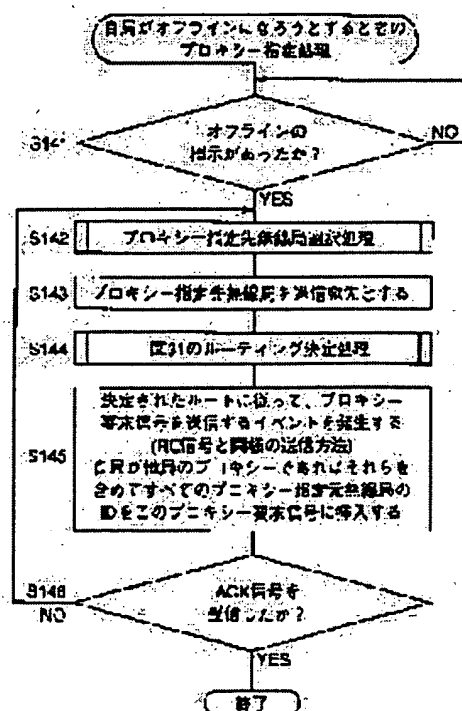 自局がオフラインになろうとするときの
プロキシー指定処理
オフラインの
指示があったか？
NO
YES
S142
プロキシー指定先無線局選択処理
S143
プロキシー指定先無線局を送信宛先とする
S144
図31のルーティング決定処理
S145
決定されたルートに従って、プロキシー
要求信号を送信するイベントを発生する
(RC信号と同様の送信方法)
自局が他局のプロキシーであればそれらを
含めてすべてのプロキシー指定元無線局の
IDをこのプロキシー要求信号に挿入する
S146
NO
ACK信号を
受信したか？
YES
終了